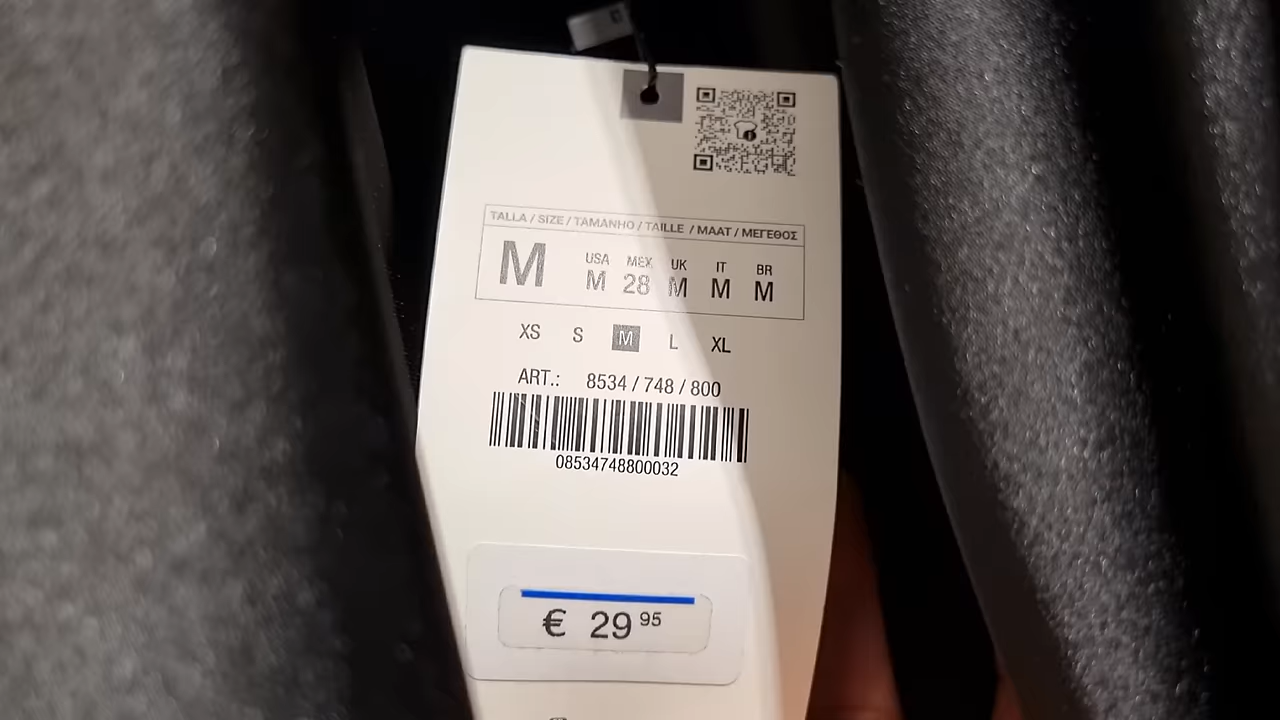 TALLA / SIZE / TAMANHO / TAILLE / MAAT / ΜΕΓΕΘΟΣ
M USA MEX UK IT BR
M 28 M M M
XS S M L XL
ART.: 8534 / 748 / 800
08534748800032
€ 29 95